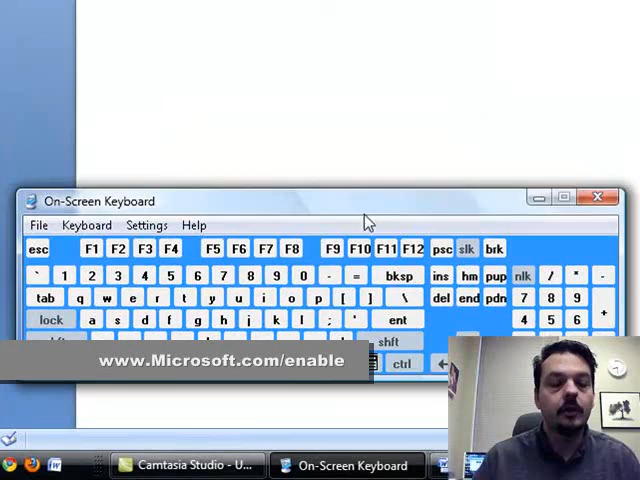 On-Screen Keyboard
File Keyboard Settings Help
esc F1 F2 F3 F4 F5 F6 F7 F8 F9 F10 F11 F12 psc slk brk
` 1 2 3 4 5 6 7 8 9 0 - = bksp ins hm pup nlk / * -
tab q w e r t y u i o p [ ] \ del end pdn 7 8 9 +
lock a s d f g h j k l ; ' ent 4 5 6
shft
www.Microsoft.com/enable
ctrl
Camtasia Studio - U... On-Screen Keyboard